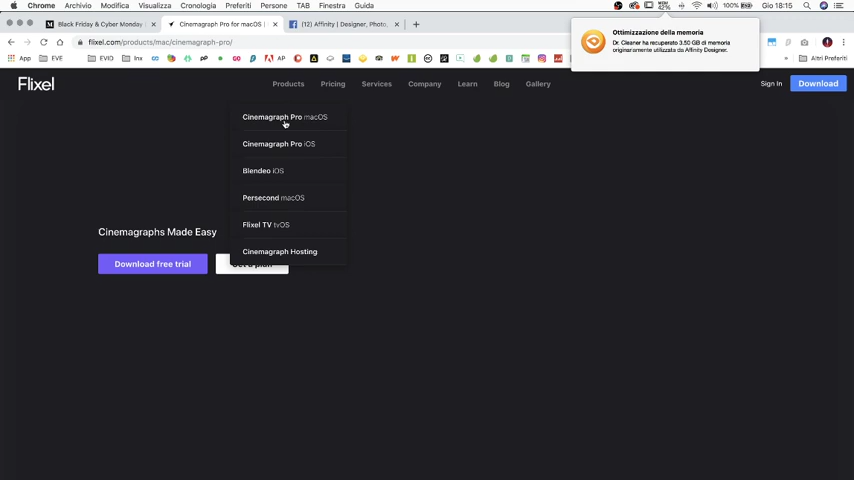 Chrome Archivio Modifica Visualizza Cronologia Preferiti Persone TAB Finestra Guida 100% Gio 18:15
Black Friday & Cyber Monday
Cinemagraph Pro for macOS |
(12) Affinity | Designer, Photo,
flixel.com/products/mac/cinemagraph-pro/
App EVE EVIO Inx AP Altri Preferiti
Ottimizzazione della memoria
Dr. Cleaner ha recuperato 3.50 GB di memoria
originariamente utilizzata da Affinity Designer.
Flixel Products Pricing Services Company Learn Blog Gallery Sign In Download
Cinemagraph Pro macOS
Cinemagraph Pro iOS
Blendeo iOS
Persecond macOS
Flixel TV tvOS
Cinemagraph Hosting
Cinemagraphs Made Easy
Download free trial